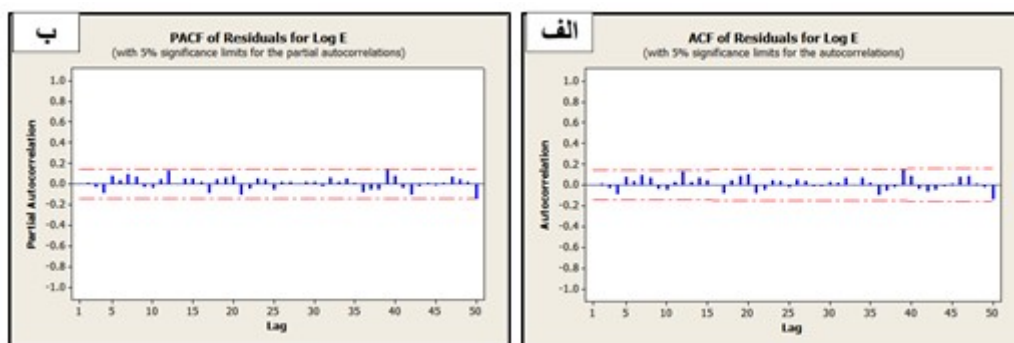 ب
PACF of Residuals for Log E
(with 5% significance limits for the partial autocorrelations)
Partial Autocorrelation
1.0
0.8
0.6
0.4
0.2
0.0
-0.2
-0.4
-0.6
-0.8
-1.0
1 5 10 15 20 25 30 35 40 45 50
Lag
الف
ACF of Residuals for Log E
(with 5% significance limits for the autocorrelations)
Autocorrelation
1.0
0.8
0.6
0.4
0.2
0.0
-0.2
-0.4
-0.6
-0.8
-1.0
1 5 10 15 20 25 30 35 40 45 50
Lag